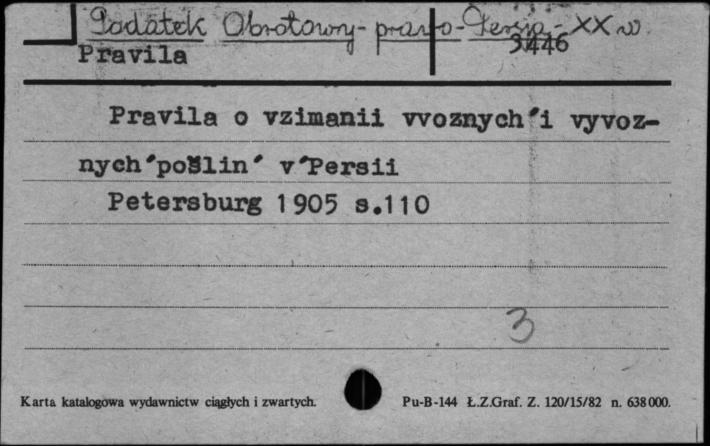 Podatek Obrotowy - prawo - Persja - XX w.
3446
Pravila
Pravila o vzimanii vvoznych'i vyvoz-
nych'pošlin' v'Persii
Petersburg 1905 s.110
3
Karta katalogowa wydawnictw ciągłych i zwartych.
Pu-B-144 Ł.Z.Graf. Z. 120/15/82 n. 638000.